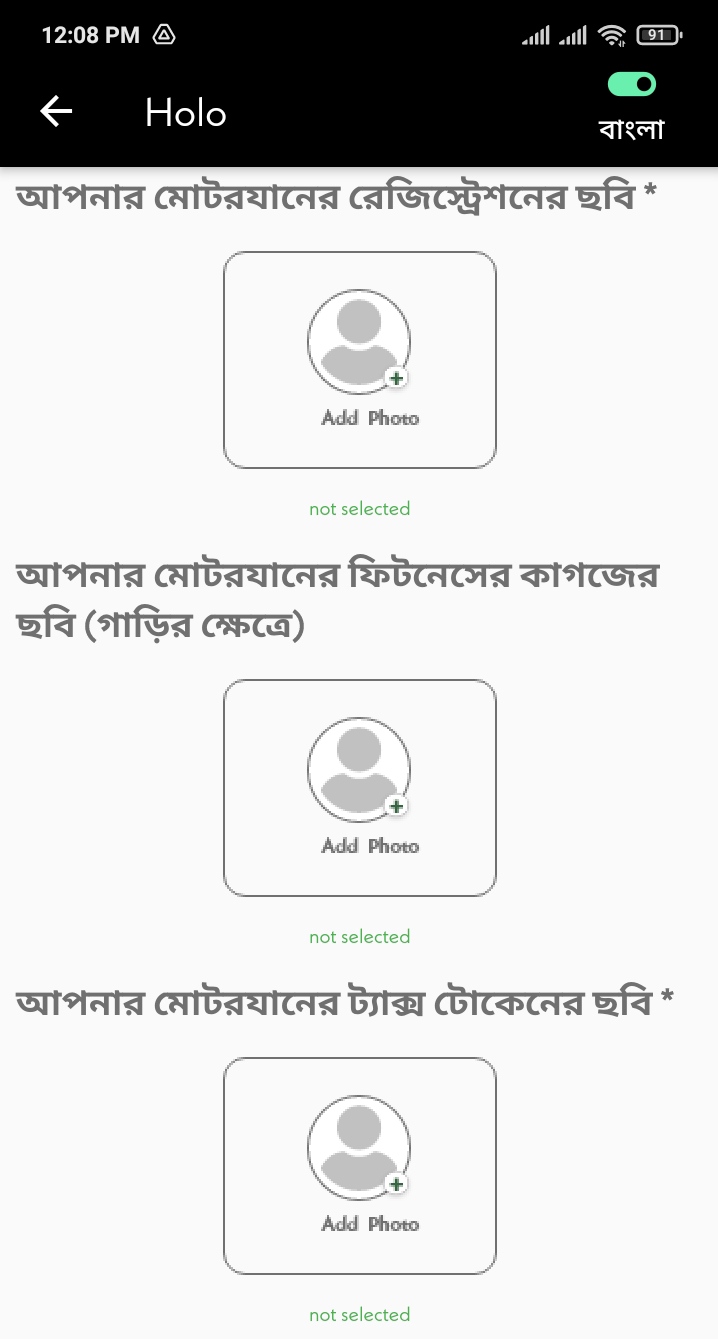 12:08 PM
91
Holo
বাংলা
আপনার মোটরযানের রেজিস্ট্রেশনের ছবি *
Add Photo
not selected
আপনার মোটরযানের ফিটনেসের কাগজের
ছবি (গাড়ির ক্ষেত্রে)
Add Photo
not selected
আপনার মোটরযানের ট্যাক্স টোকেনের ছবি *
Add Photo
not selected